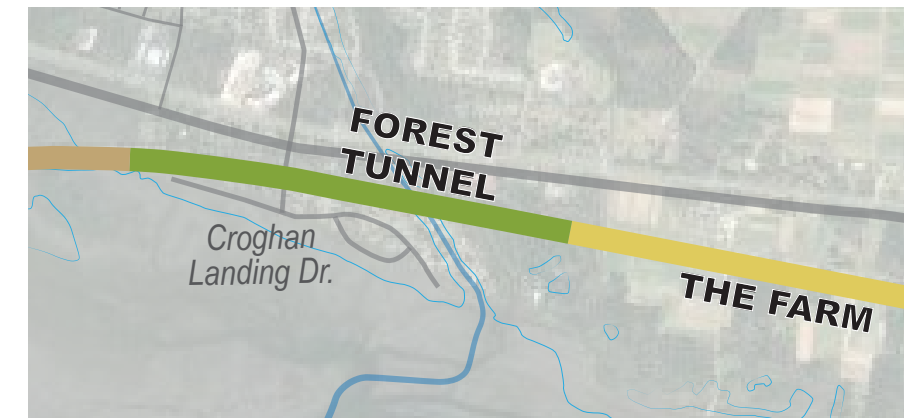 FOREST
TUNNEL
Croghan
Landing Dr.
THE FARM